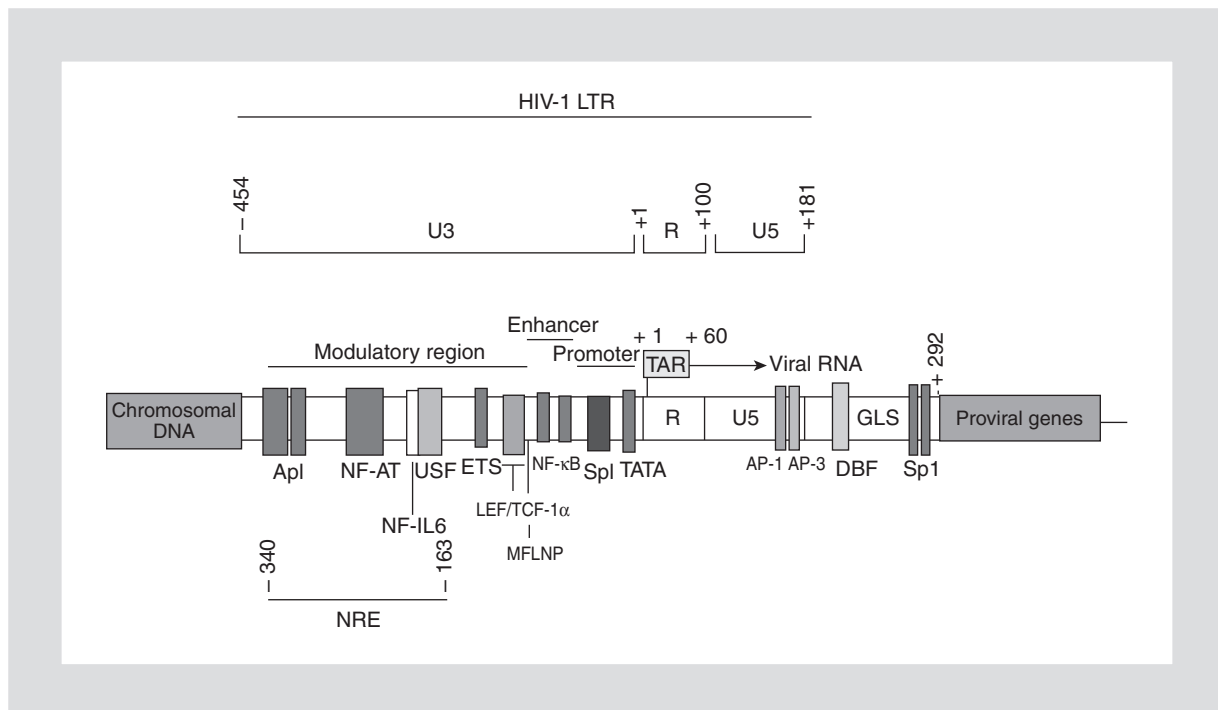 HIV-1 LTR
– 454
+1
+100
+181
U3
R
U5
Enhancer
+ 1
+ 60
+ 292
Modulatory region
Promoter
TAR
Viral RNA
Chromosomal
DNA
R
U5
GLS
Proviral genes
Apl
NF-AT
USF
ETS
NF-κB
Spl
TATA
AP-1
AP-3
DBF
Sp1
NF-IL6
LEF/TCF-1α
MFLNP
– 340
– 163
NRE